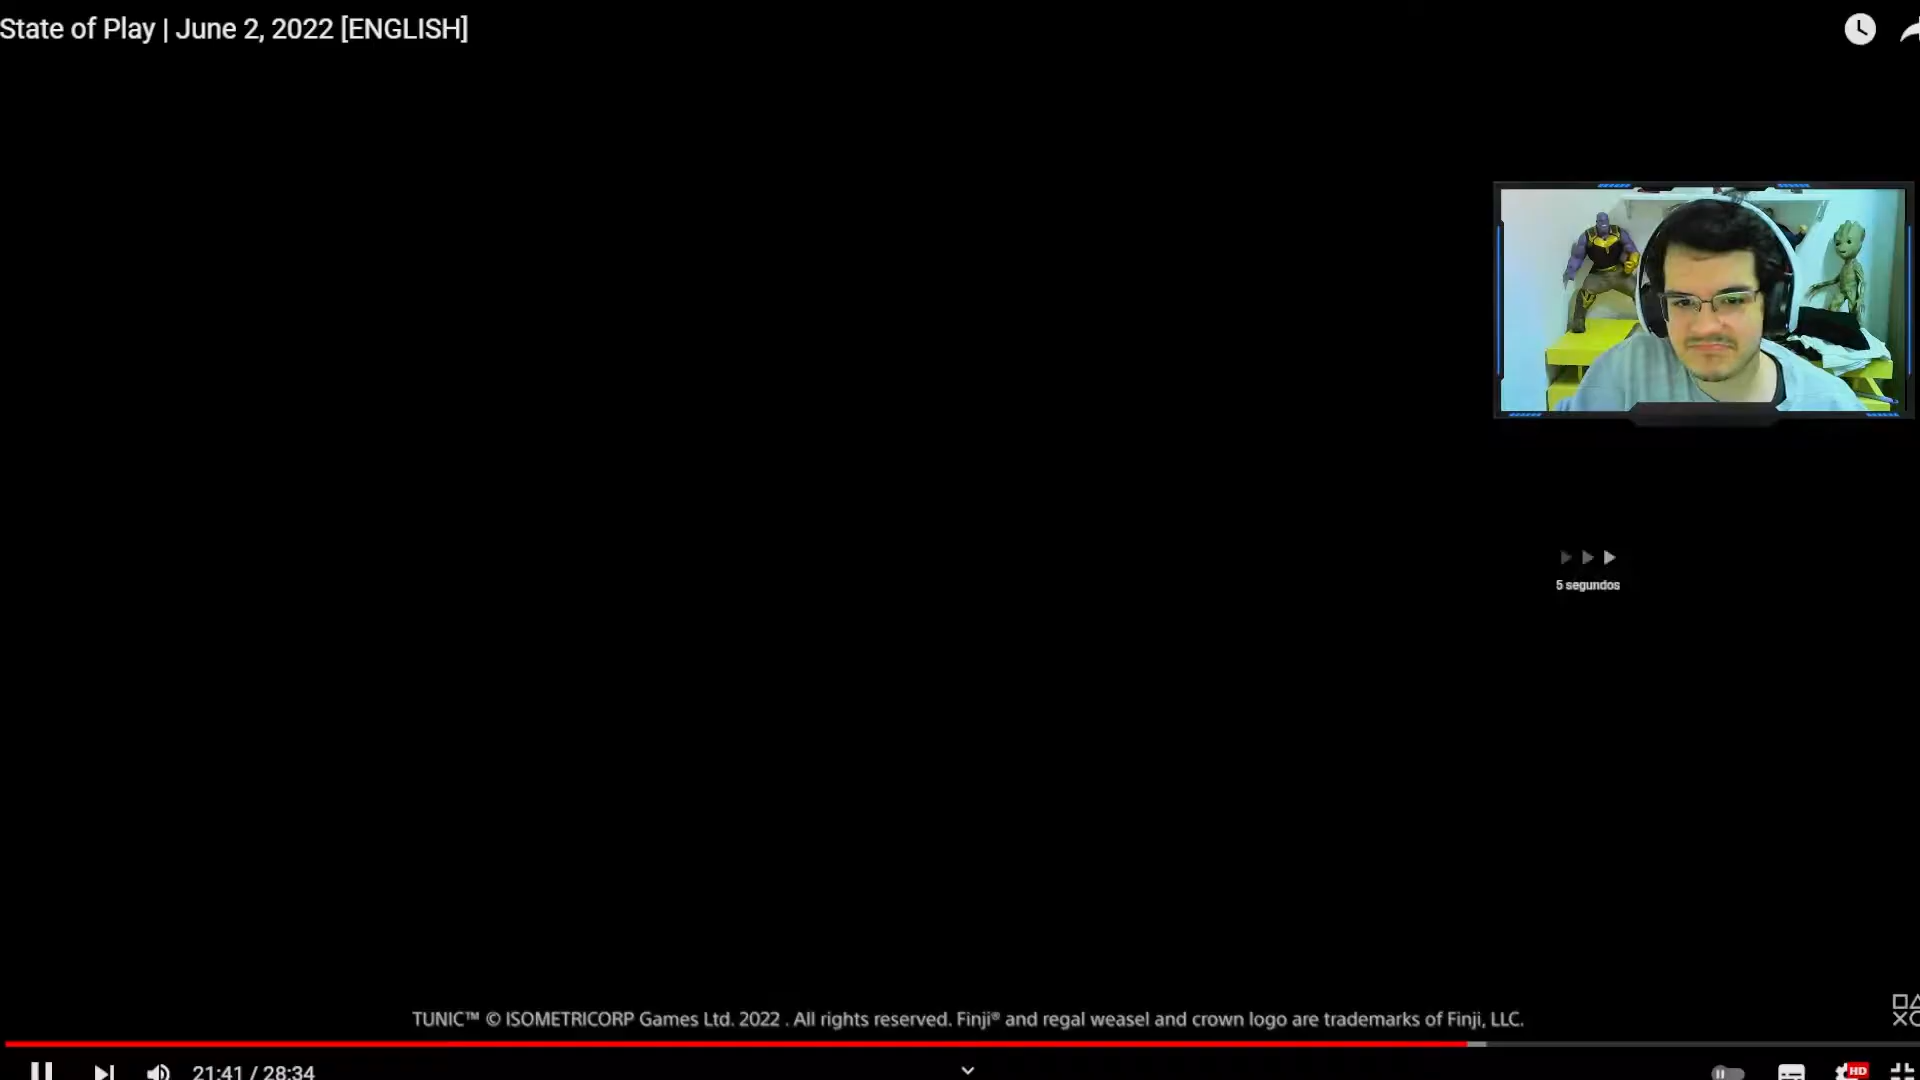 State of Play | June 2, 2022 [ENGLISH]
5 segundos
TUNIC™ © ISOMETRICORP Games Ltd. 2022 . All rights reserved. Finji® and regal weasel and crown logo are trademarks of Finji, LLC.
21:41 / 28:34
HD